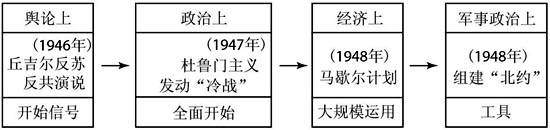 舆论上
(1946年)
丘吉尔反苏
反共演说
开始信号
政治上
(1947年)
杜鲁门主义
发动“冷战”
全面开始
经济上
(1948年)
马歇尔计划
大规模运用
军事政治上
(1948年)
组建“北约”
工具